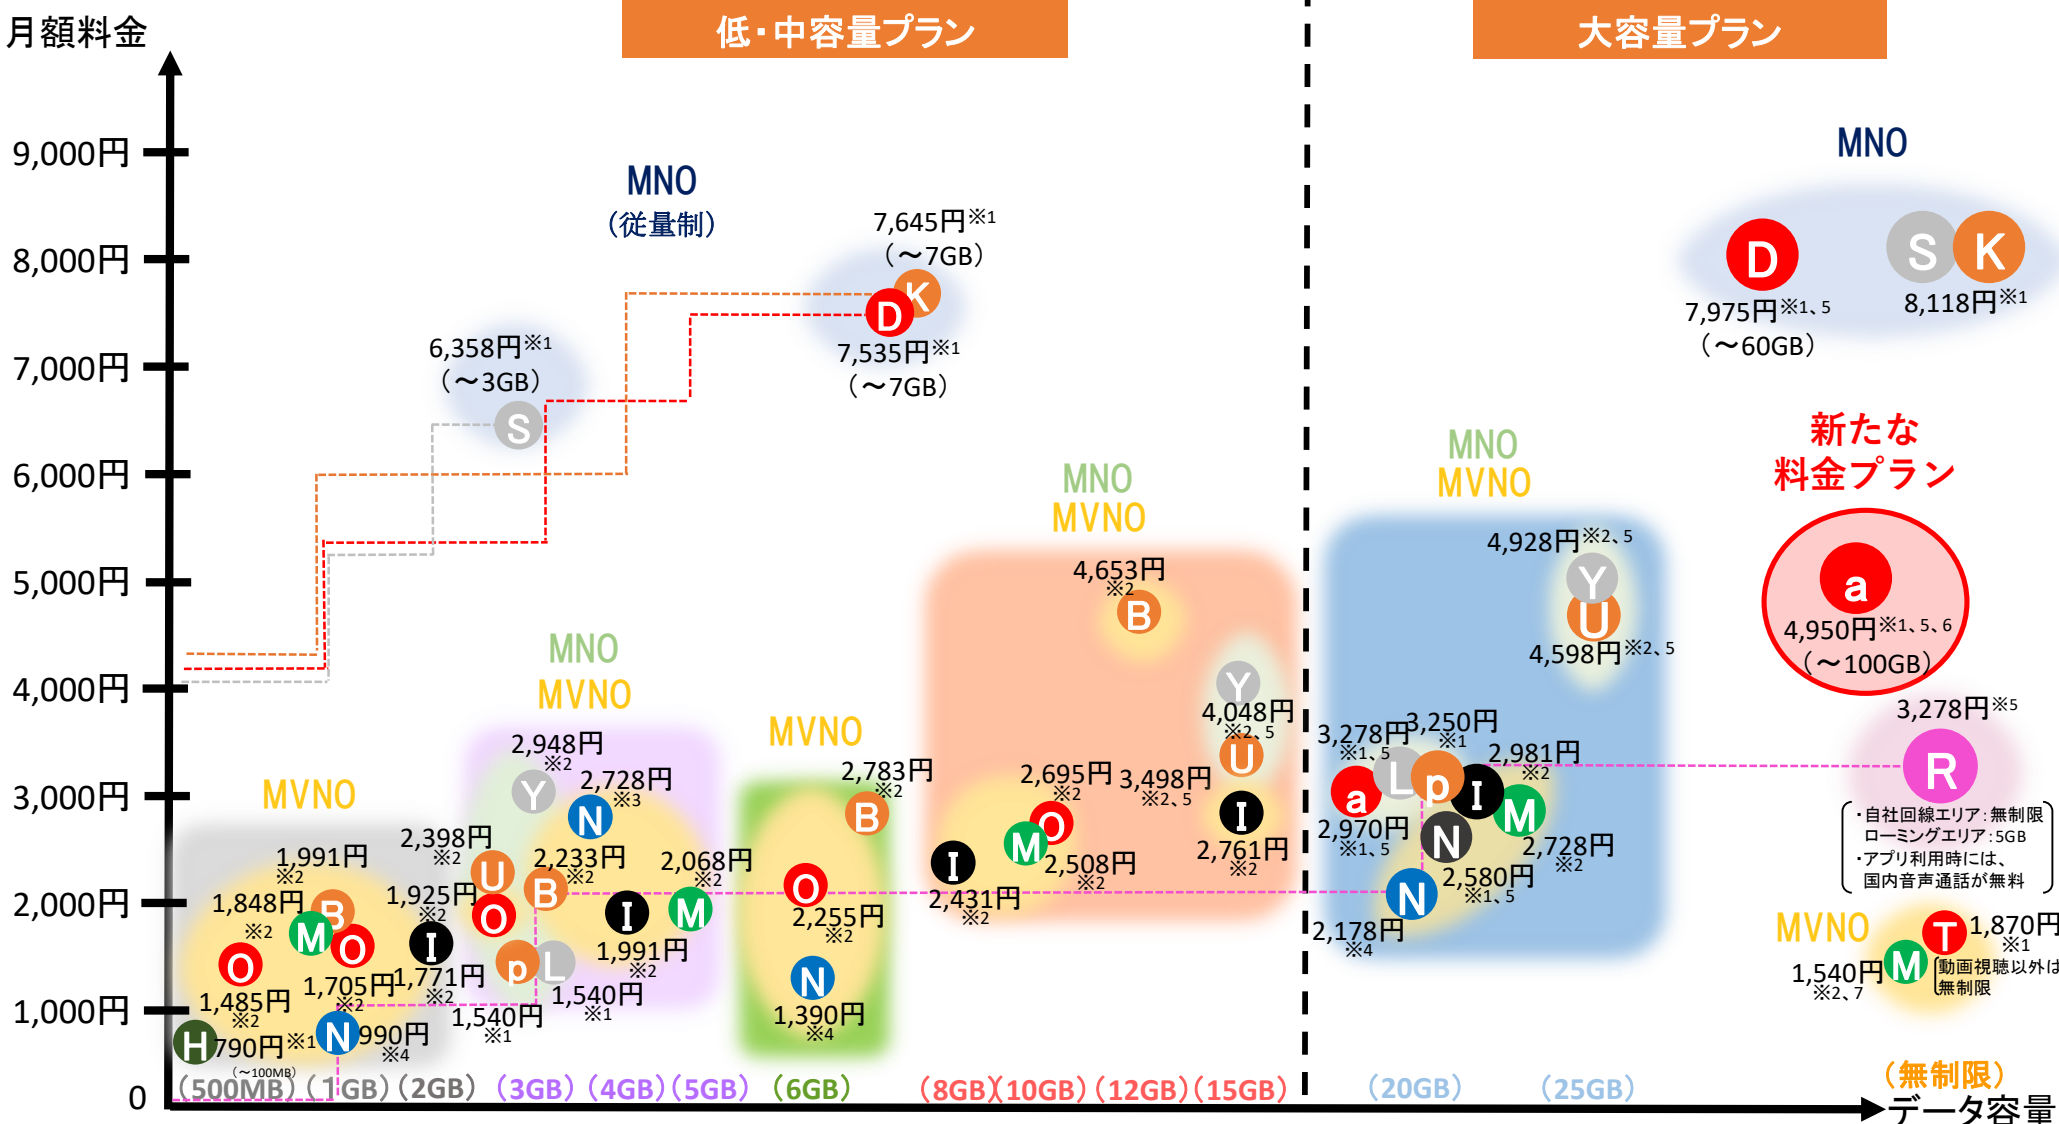 月額料金
低・中容量プラン
大容量プラン
9,000円
8,000円
7,000円
6,000円
5,000円
4,000円
3,000円
2,000円
1,000円
0
MNO
(従量制)
7,645円※1
(～7GB)
K
D
7,535円※1
(～7GB)
6,358円※1
(～3GB)
S
MNO
D
S
K
7,975円※1、5
(～60GB)
8,118円※1
新たな
料金プラン
a
4,950円※1、5、6
(～100GB)
3,278円※5
R
・自社回線エリア：無制限
ローミングエリア：5GB
・アプリ利用時には、
国内音声通話が無料
MVNO
T
1,870円
※1
M
1,540円
※2、7
動画視聴以外は
無制限
MNO
MVNO
4,928円※2、5
Y
U
4,598円※2、5
3,278円
※1、5
3,250円
※1
2,981円
※2
a
L
p
I
M
N
N
2,970円
※1、5
2,728円
※2
2,580円
※1、5
2,178円
※4
MNO
MVNO
4,653円
※2
B
Y
4,048円
※2、5
U
3,498円
※2、5
I
2,761円
※2
2,695円
※2
O
M
2,508円
※2
I
2,431円
※2
MVNO
2,783円
※2
B
O
2,255円
※2
N
1,390円
※4
MNO
MVNO
2,948円
※2
Y
2,728円
※3
N
2,398円
※2
U
2,233円
※2
B
2,068円
※2
M
1,925円
※2
O
I
1,991円
※2
p
L
1,540円
※1
1,540円
※1
MVNO
1,991円
※2
B
1,848円
※2
M
O
O
1,705円
※2
I
1,771円
※2
1,485円
※2
H
790円※1
(～100MB)
N
990円
※4
(500MB)
(1GB)
(2GB)
(3GB)
(4GB)
(5GB)
(6GB)
(8GB)
(10GB)
(12GB)
(15GB)
(20GB)
(25GB)
(無制限)
データ容量